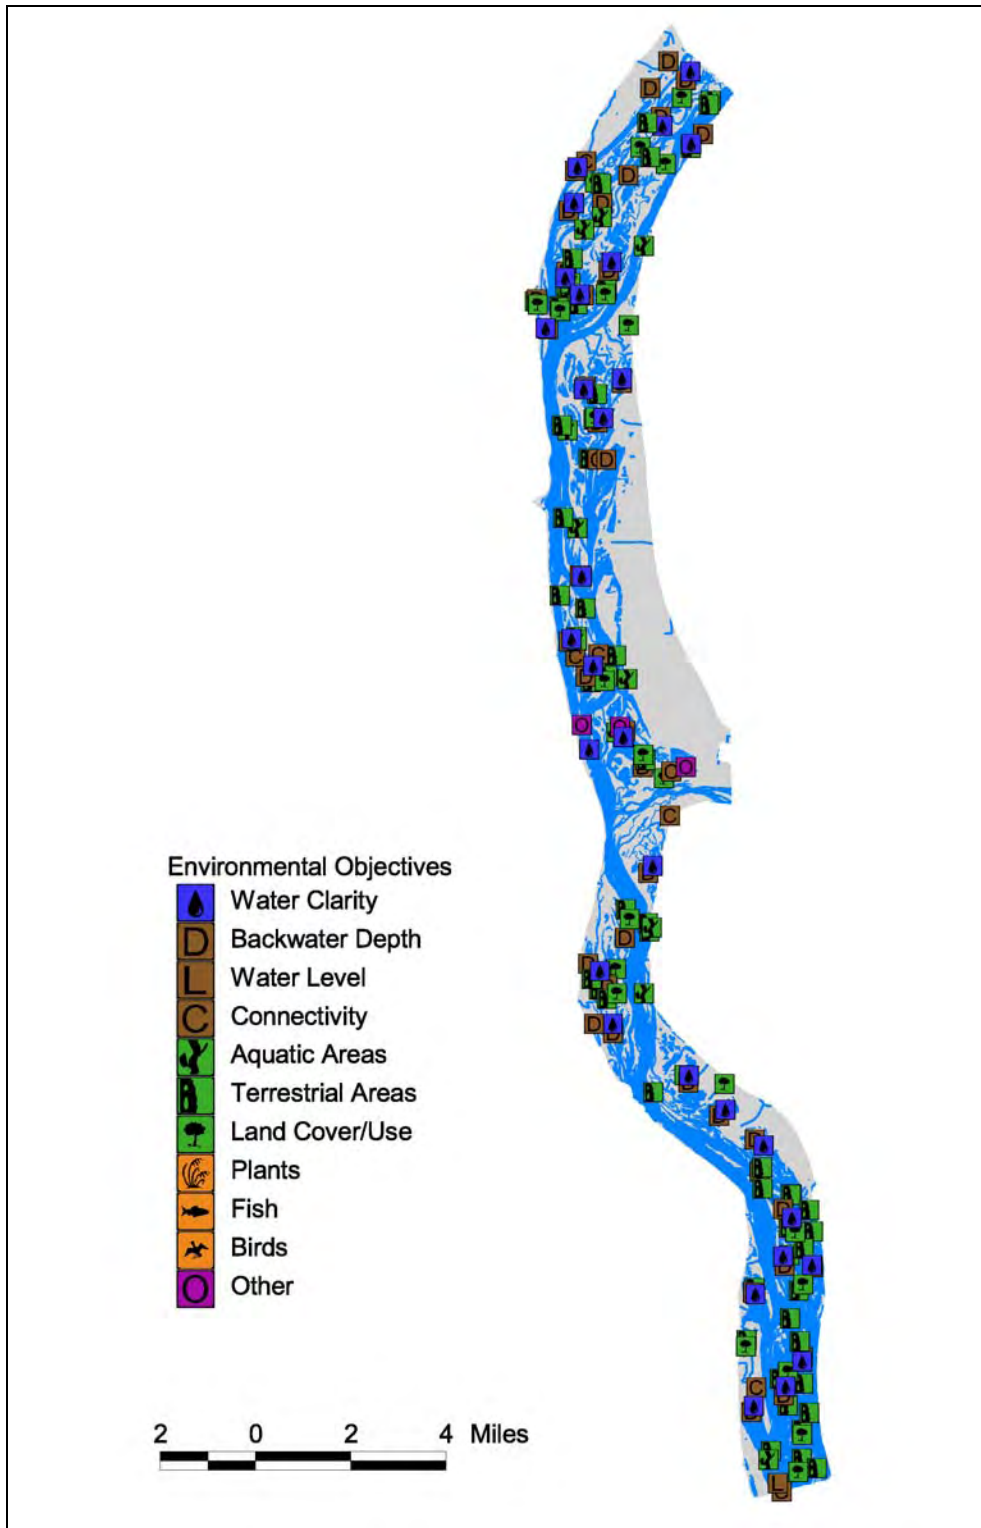 Environmental Objectives
Water Clarity
D Backwater Depth
L Water Level
C Connectivity
Aquatic Areas
Terrestrial Areas
Land Cover/Use
Plants
Fish
Birds
O Other
2 0 2 4 Miles